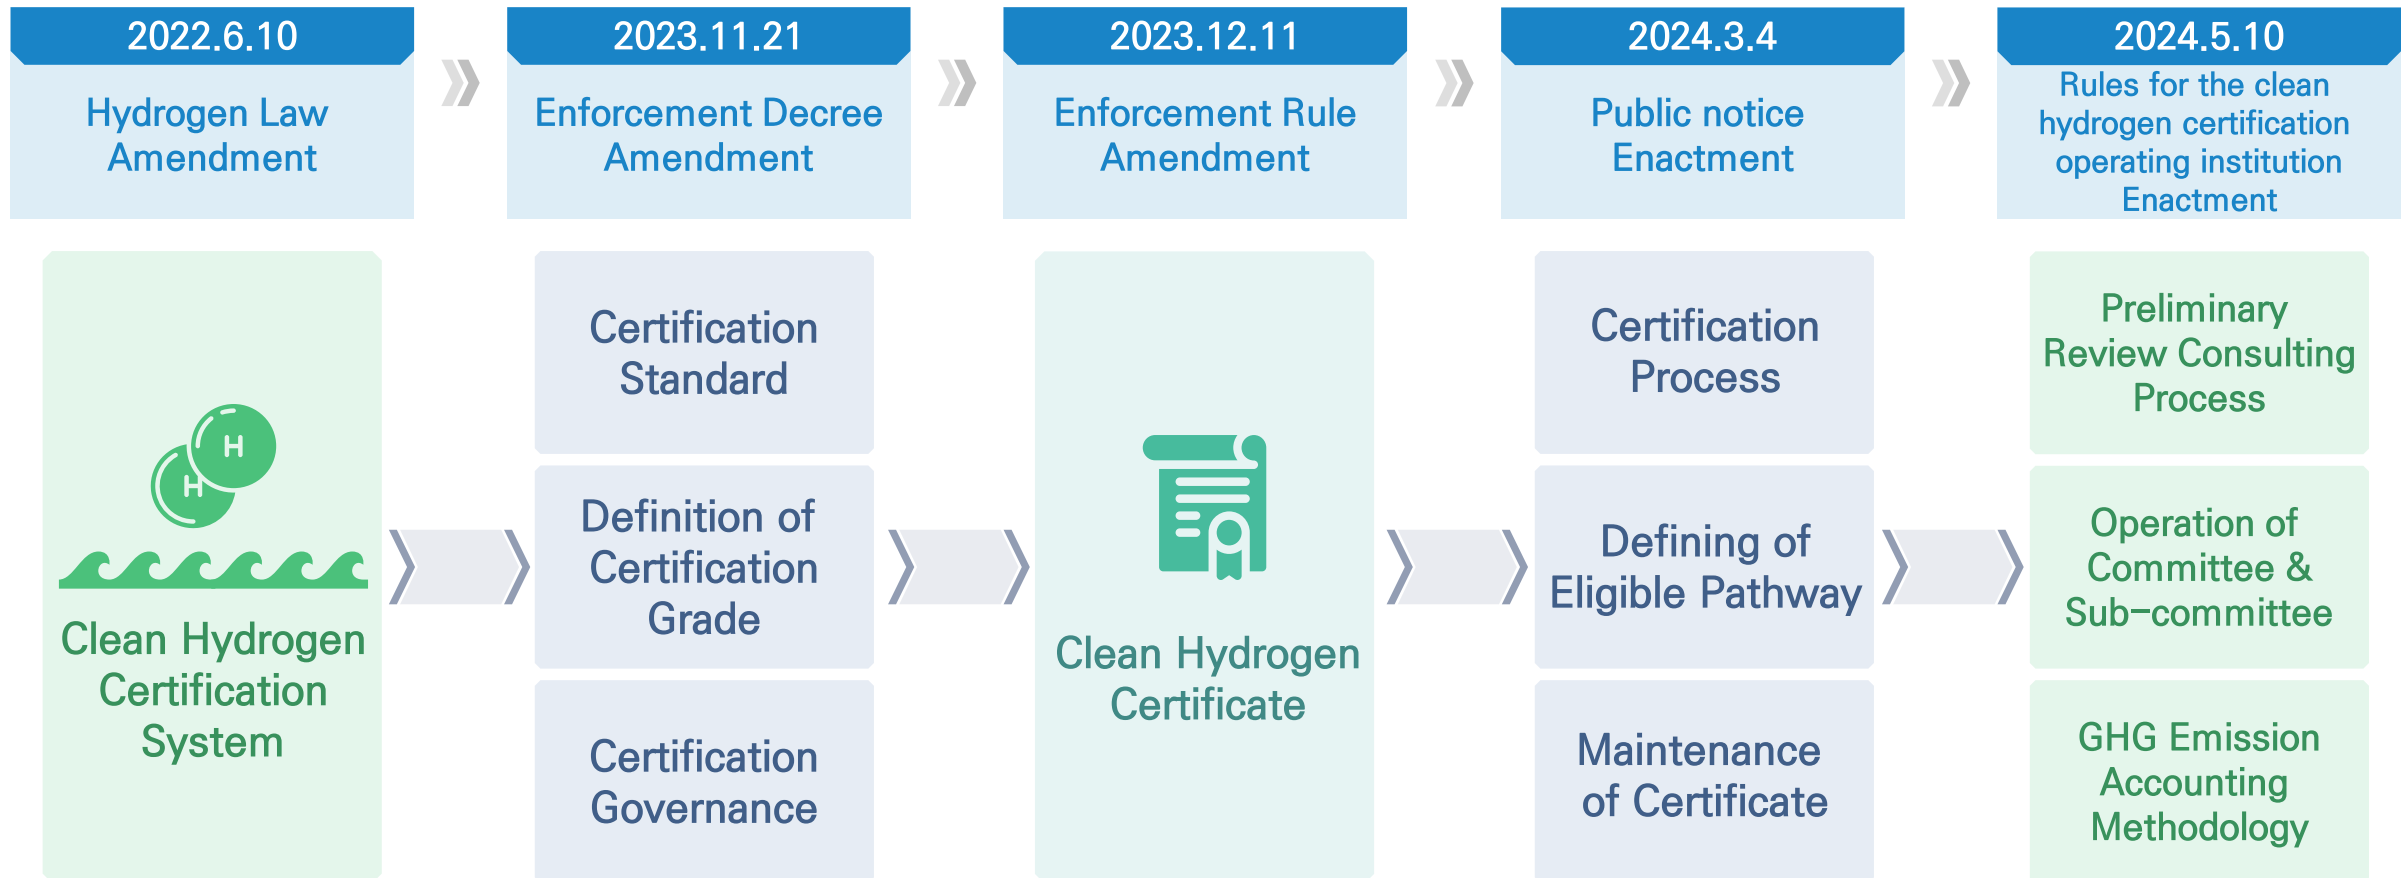 2022.6.10
Hydrogen Law
Amendment
2023.11.21
Enforcement Decree
Amendment
2023.12.11
Enforcement Rule
Amendment
2024.3.4
Public notice
Enactment
2024.5.10
Rules for the clean
hydrogen certification
operating institution
Enactment
H
H
Clean Hydrogen
Certification
System
Certification
Standard
Definition of
Certification
Grade
Certification
Governance
Clean Hydrogen
Certificate
Certification
Process
Defining of
Eligible Pathway
Maintenance
of Certificate
Preliminary
Review Consulting
Process
Operation of
Committee &
Sub-committee
GHG Emission
Accounting
Methodology